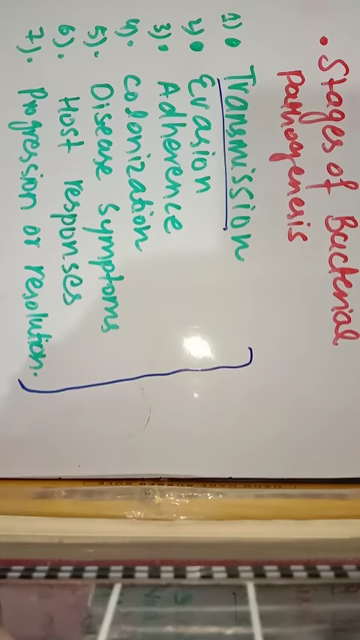 • Stages of Bacterial
Pathogenesis
1). Transmission
2) Evasion
3). Adherence
4). Colonization
5). Disease Symptoms
6). Host responses
7). Progression or resolution.